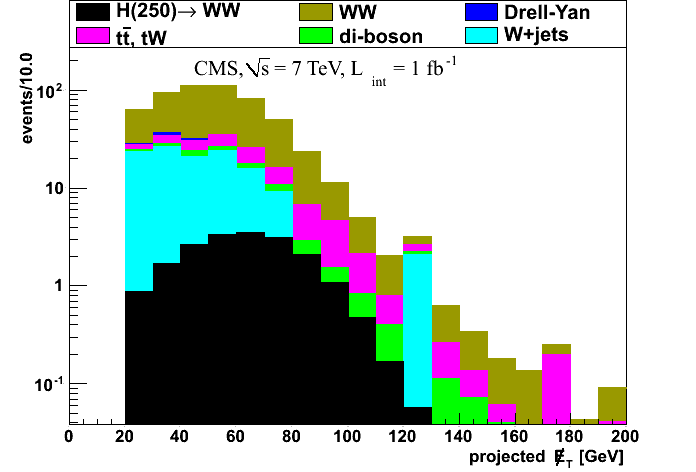 H(250)→ WW WW Drell-Yan
tt̄, tW di-boson W+jets
CMS, √s = 7 TeV, L int = 1 fb⁻¹
events/10.0
10²
10
1
10⁻¹
0 20 40 60 80 100 120 140 160 180 200
projected E̸_T [GeV]